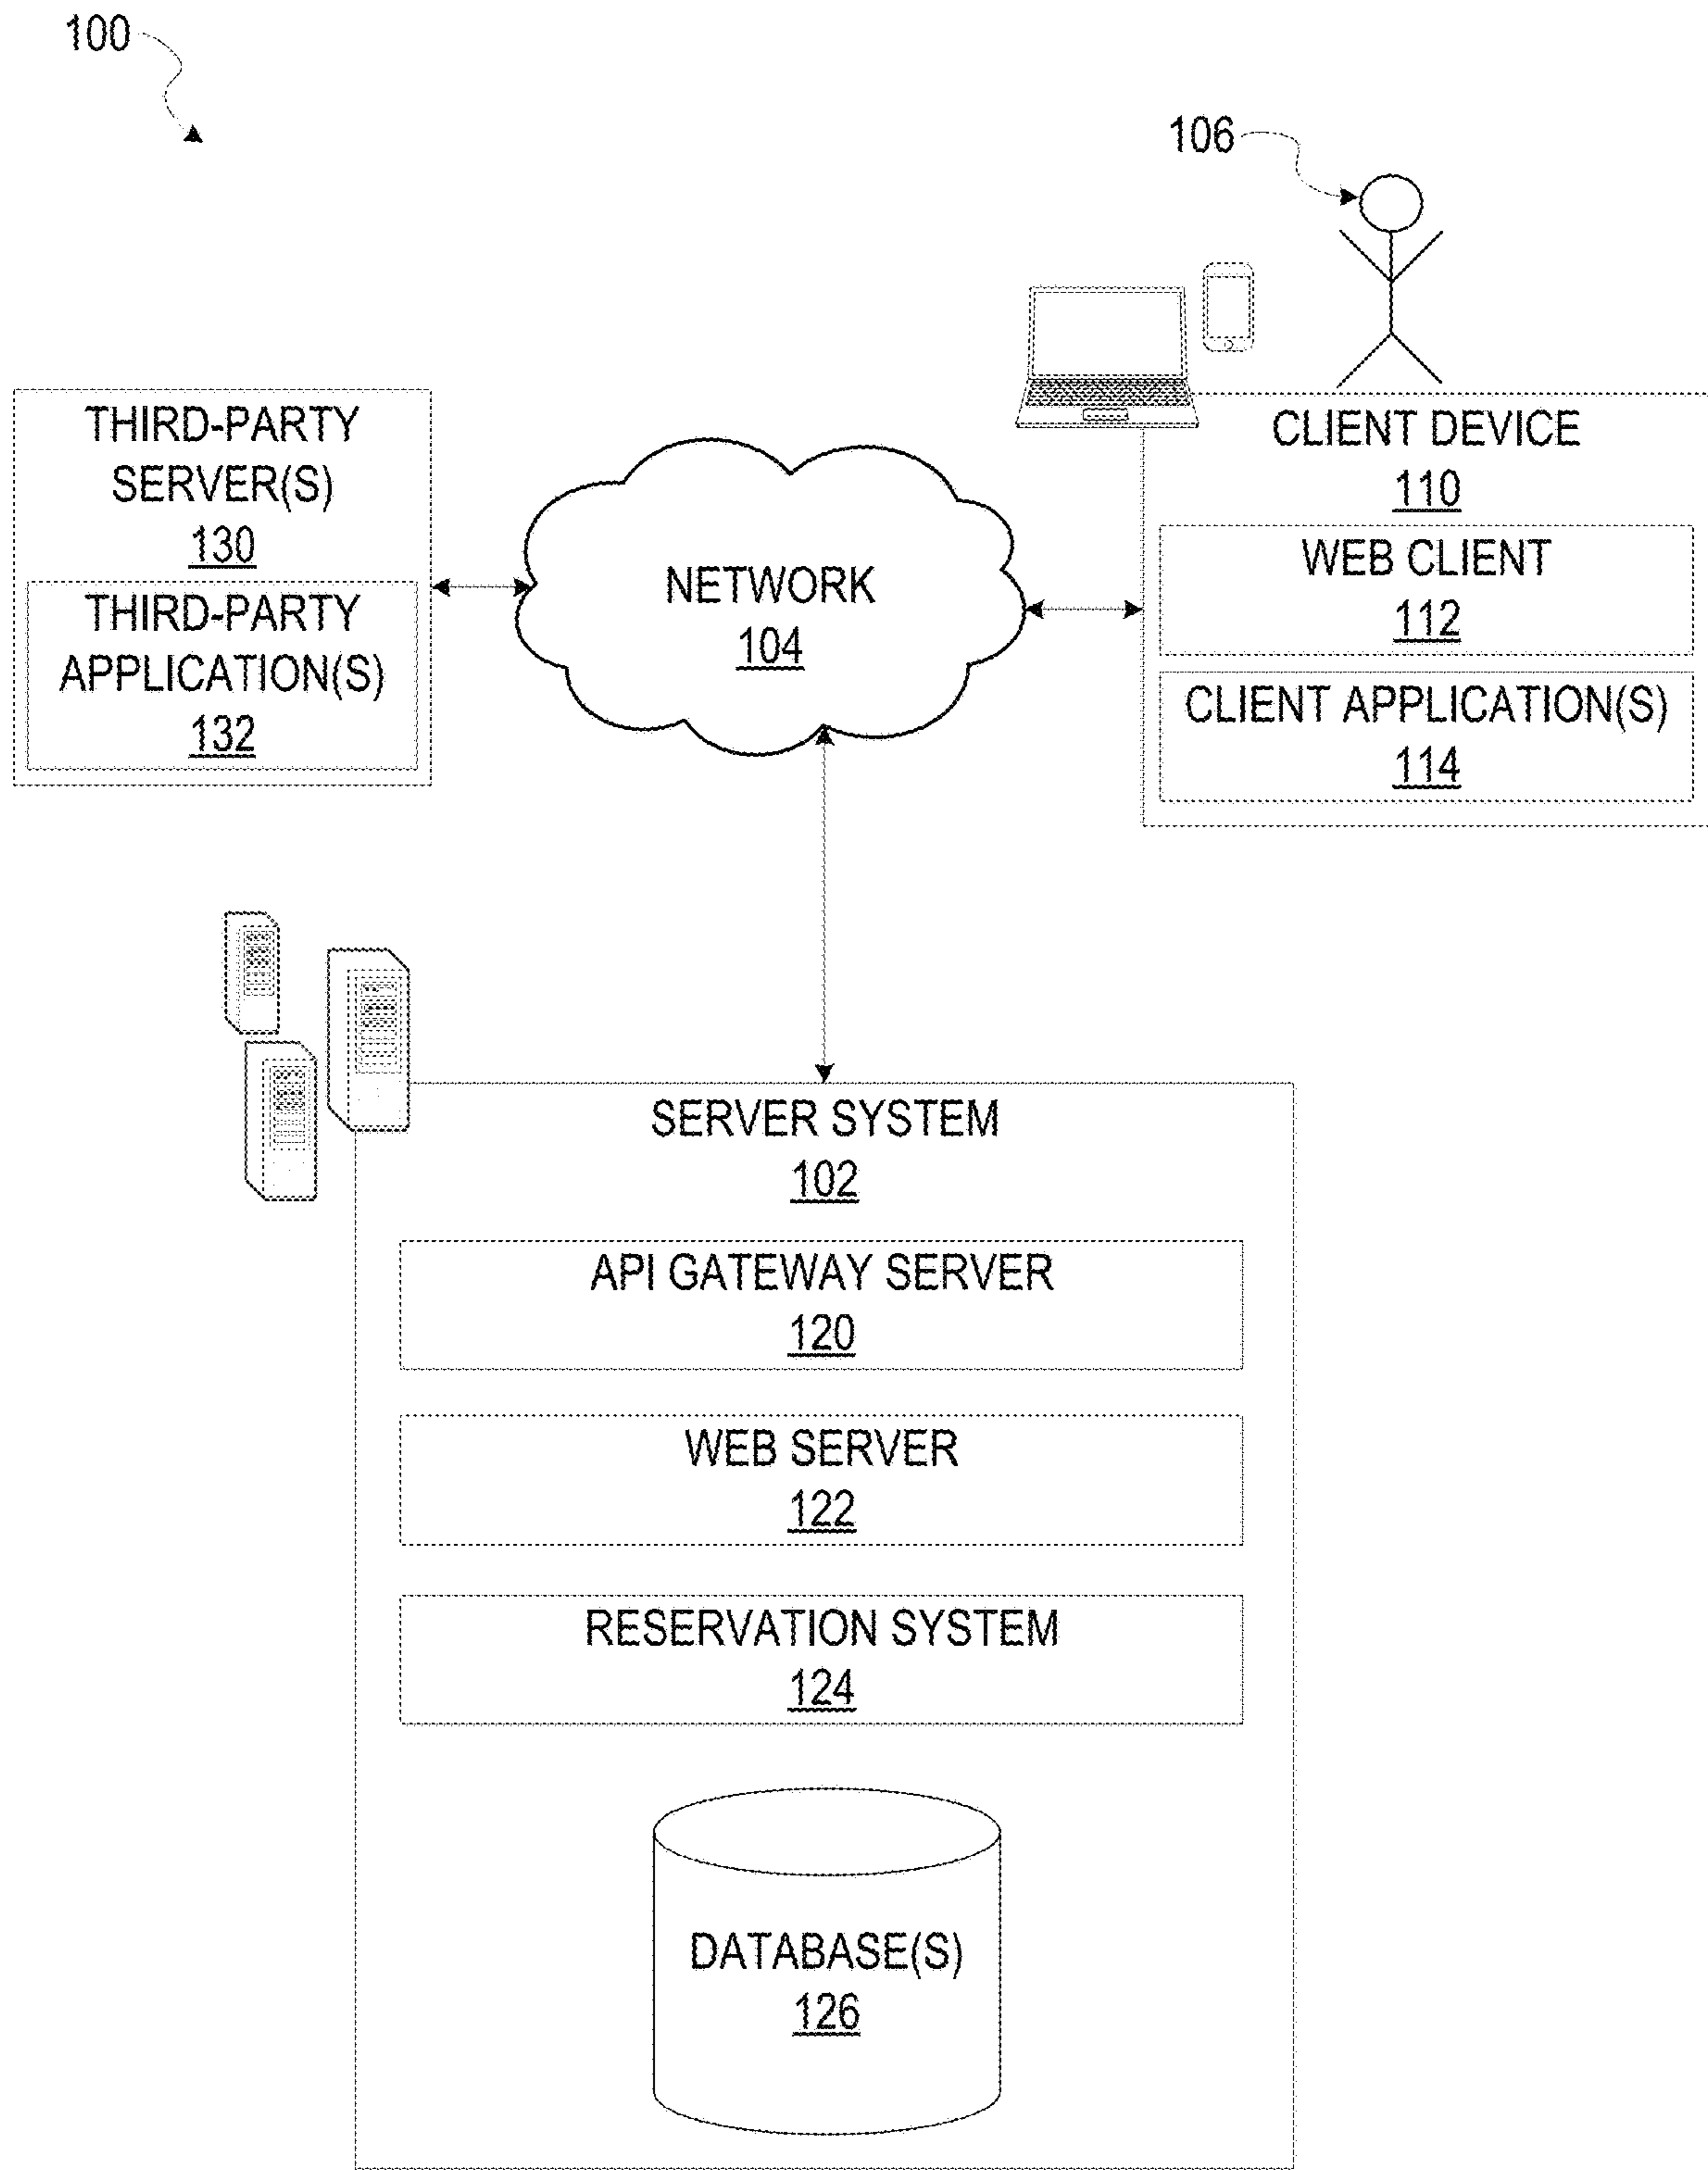 100
106
THIRD-PARTY
SERVER(S)
130
THIRD-PARTY
APPLICATION(S)
132
NETWORK
104
CLIENT DEVICE
110
WEB CLIENT
112
CLIENT APPLICATION(S)
114
SERVER SYSTEM
102
API GATEWAY SERVER
120
WEB SERVER
122
RESERVATION SYSTEM
124
DATABASE(S)
126